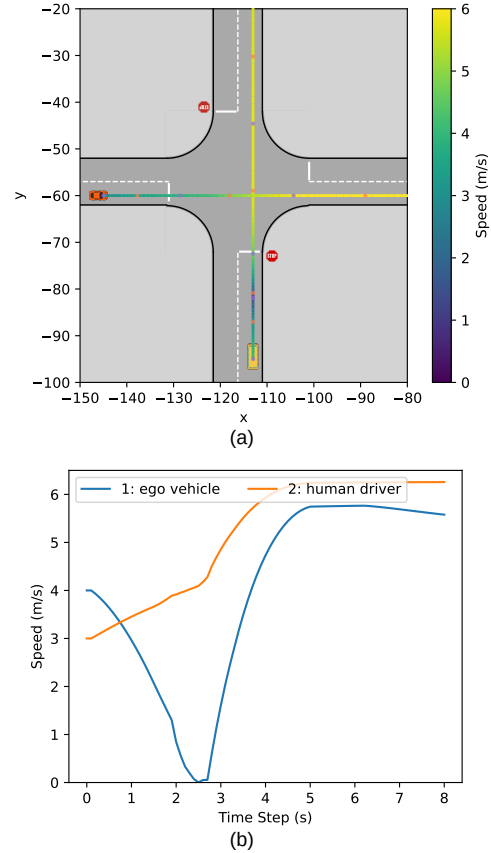 −20
−30
−40
−50
−60
−70
−80
−90
−100
y
−150 −140 −130 −120 −110 −100 −90 −80
x
STOP
6
5
4
3
2
1
0
Speed (m/s)
(a)
1: ego vehicle 2: human driver
6
5
4
3
2
1
0
Speed (m/s)
0 1 2 3 4 5 6 7 8
Time Step (s)
(b)